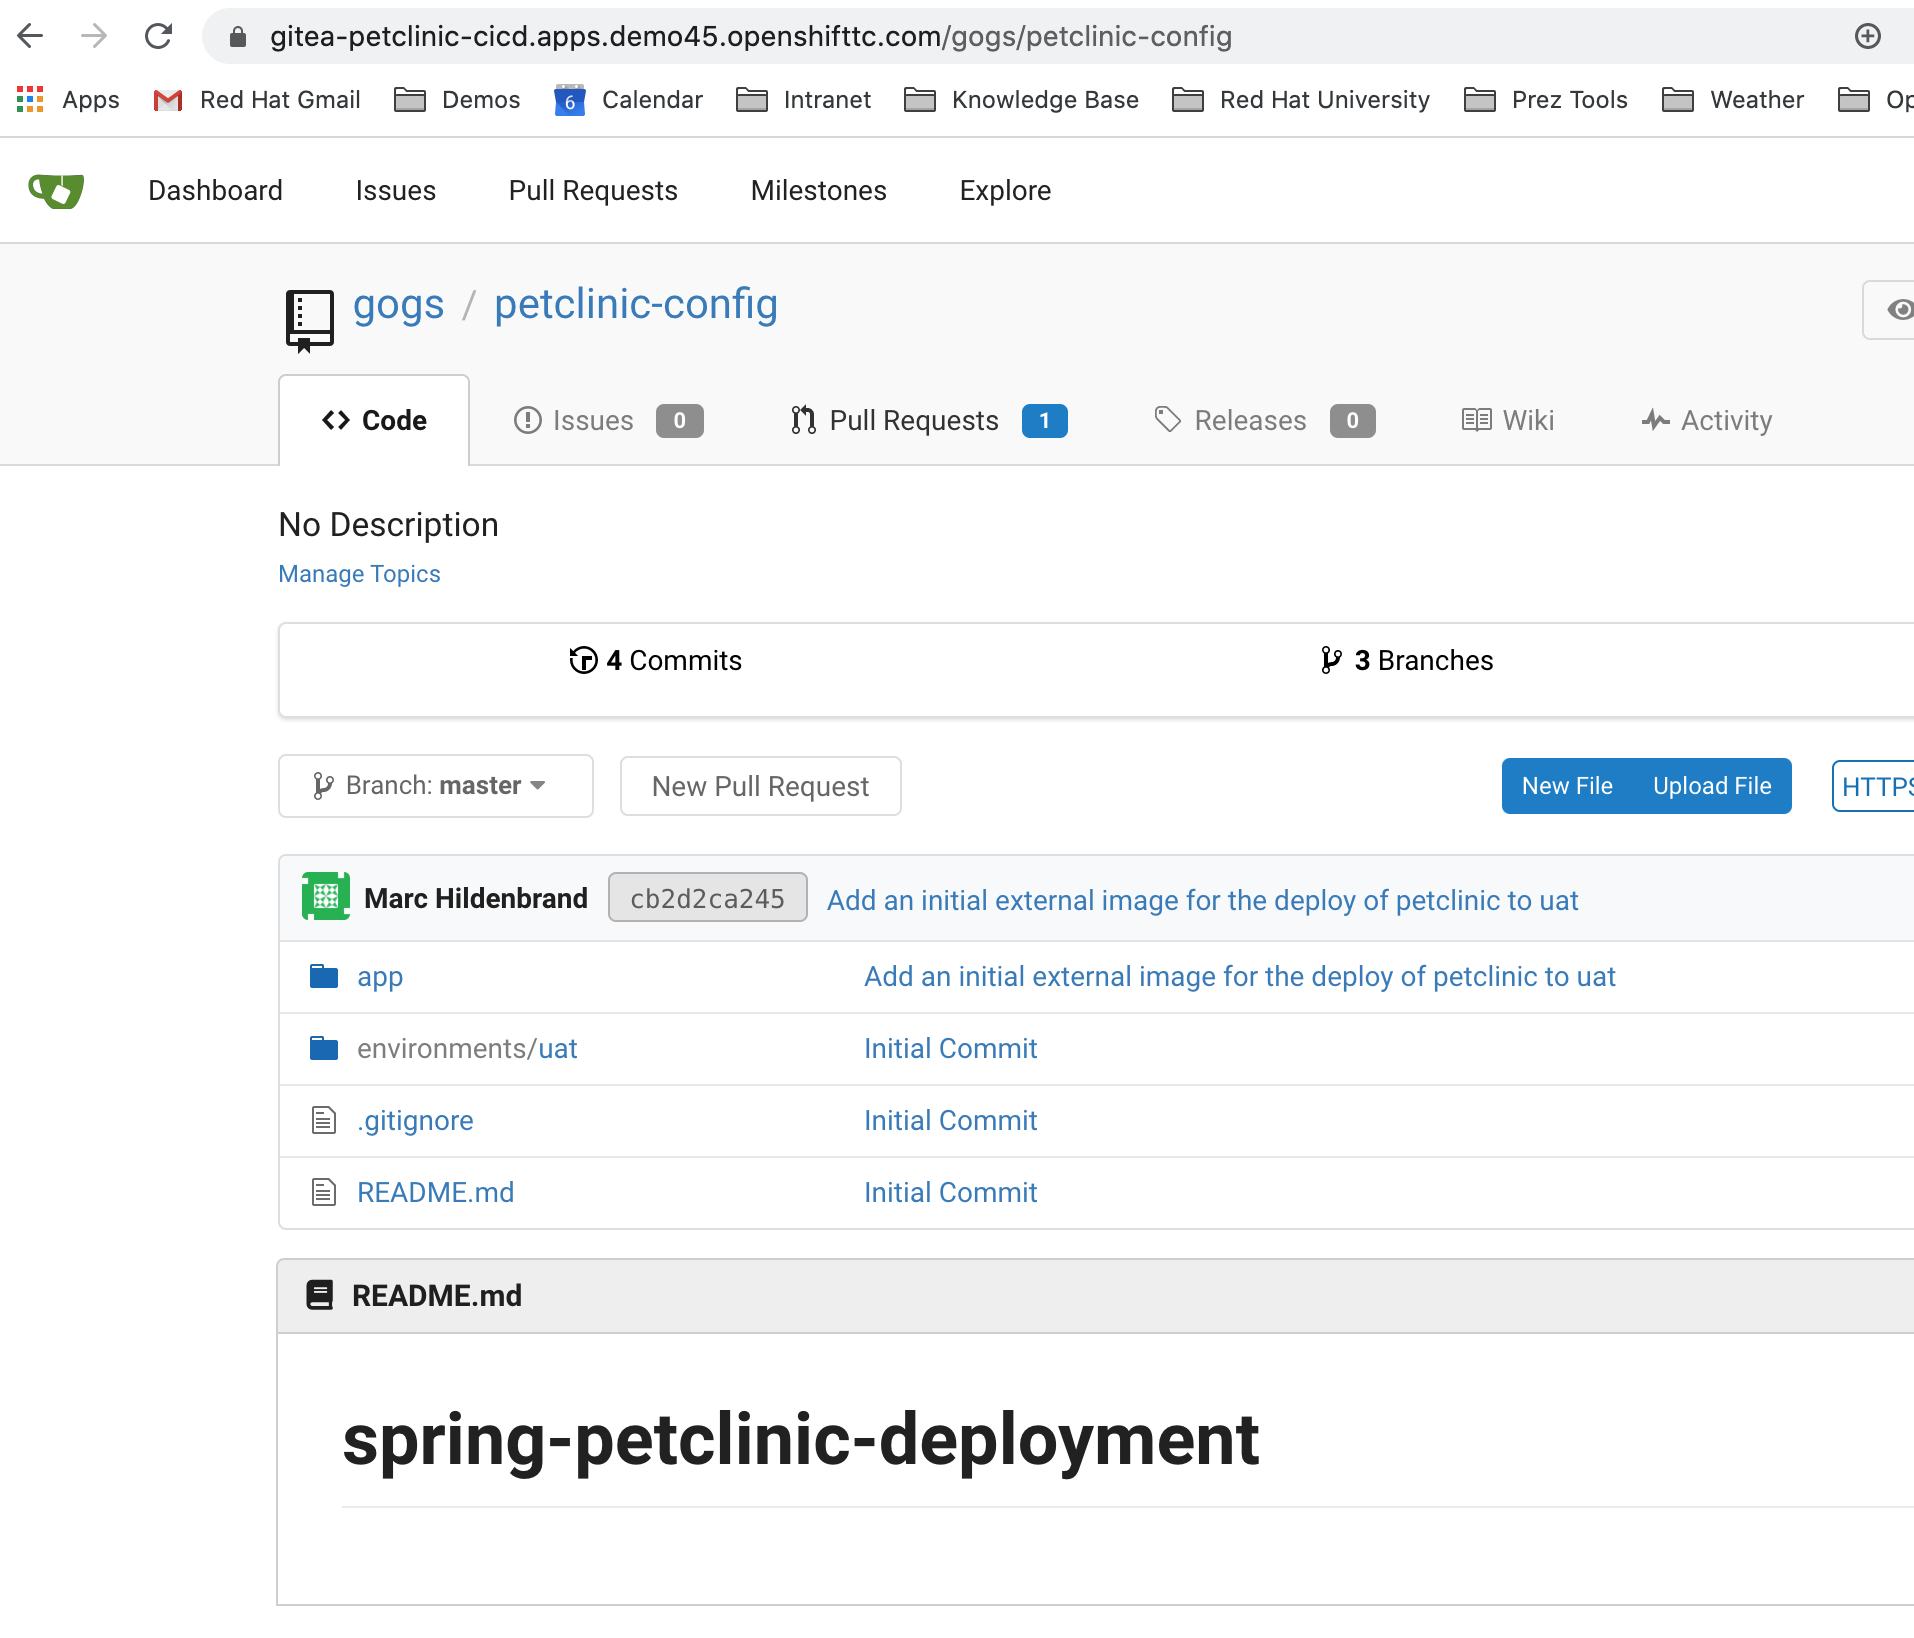 gitea-petclinic-cicd.apps.demo45.openshifttc.com/gogs/petclinic-config
Apps Red Hat Gmail Demos 6 Calendar Intranet Knowledge Base Red Hat University Prez Tools Weather Op
Dashboard Issues Pull Requests Milestones Explore
gogs / petclinic-config
Code Issues 0 Pull Requests 1 Releases 0 Wiki Activity
No Description
Manage Topics
4 Commits 3 Branches
Branch: master New Pull Request New File Upload File HTTPS
Marc Hildenbrand cb2d2ca245 Add an initial external image for the deploy of petclinic to uat
app Add an initial external image for the deploy of petclinic to uat
environments/uat Initial Commit
.gitignore Initial Commit
README.md Initial Commit
README.md
spring-petclinic-deployment